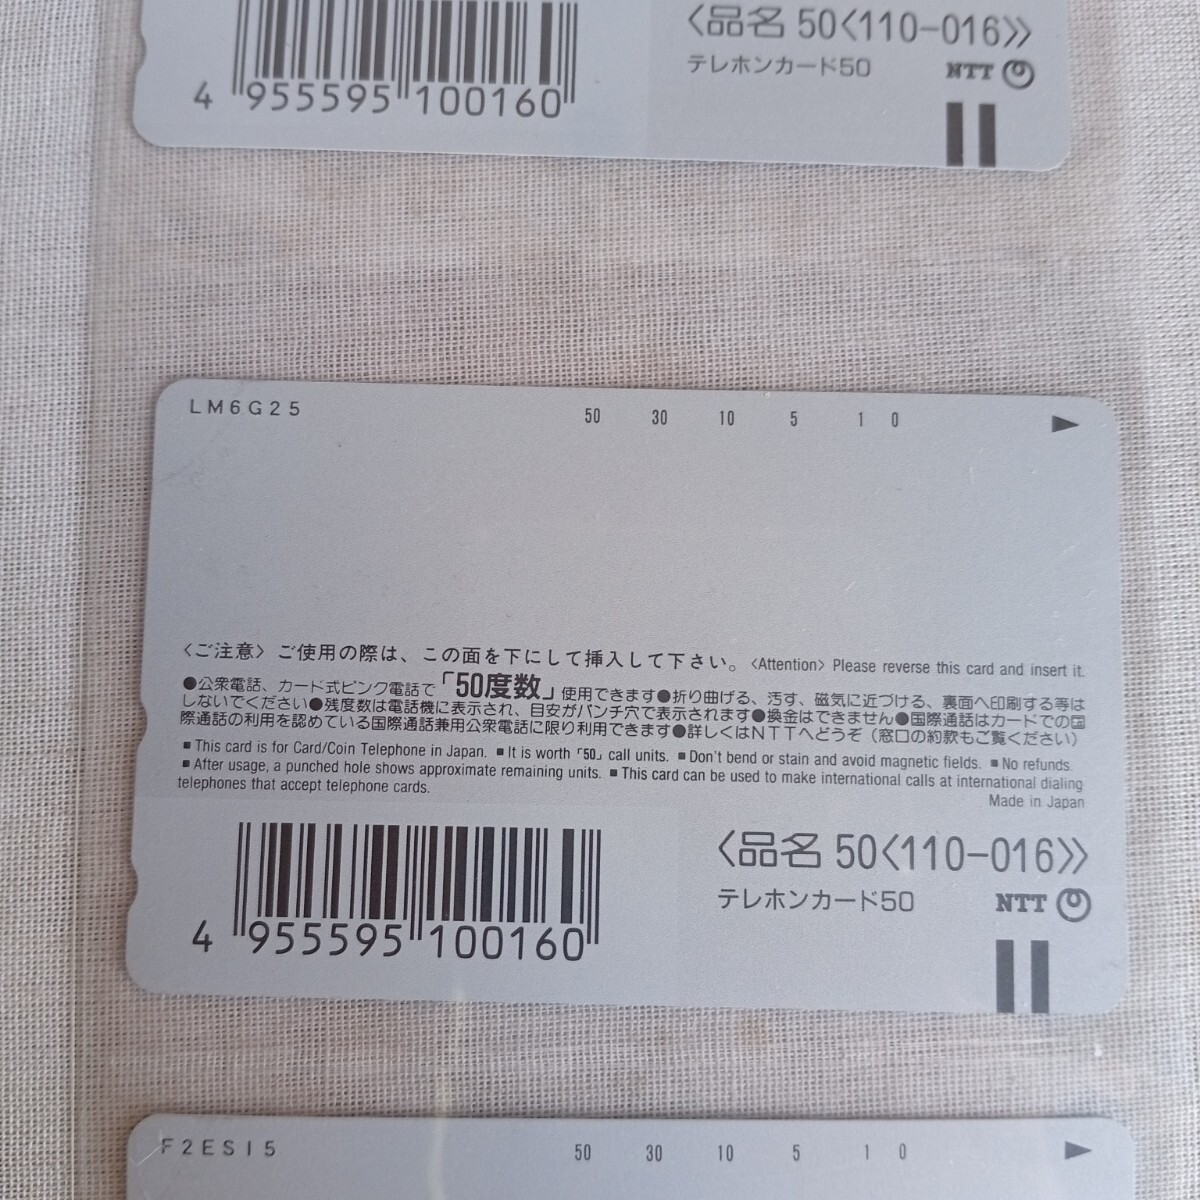 〈品名 50〈110-016〉〉
テレホンカード50 NTT
4 955595 100160
LM6G25 50 30 10 5 1 0
〈ご注意〉ご使用の際は、この面を下にして挿入して下さい。〈Attention〉Please reverse this card and insert it.
●公衆電話、カード式ピンク電話で「50度数」使用できます●折り曲げる、汚す、磁気に近づける、裏面へ印刷する等は
しないでください●残度数は電話機に表示され、目安がパンチ穴で表示されます●換金はできません●国際通話はカードでの国
際通話の利用を認めている国際通話兼用公衆電話に限り利用できます●詳しくはNTTへどうぞ(窓口の約款もご覧ください)
■This card is for Card/Coin Telephone in Japan. ■It is worth「50」call units. ■Don't bend or stain and avoid magnetic fields. ■No refunds.
■After usage, a punched hole shows approximate remaining units. ■This card can be used to make international calls at international dialing
telephones that accept telephone cards.
Made in Japan
〈品名 50〈110-016〉〉
テレホンカード50 NTT
4 955595 100160
F2ES15 50 30 10 5 1 0